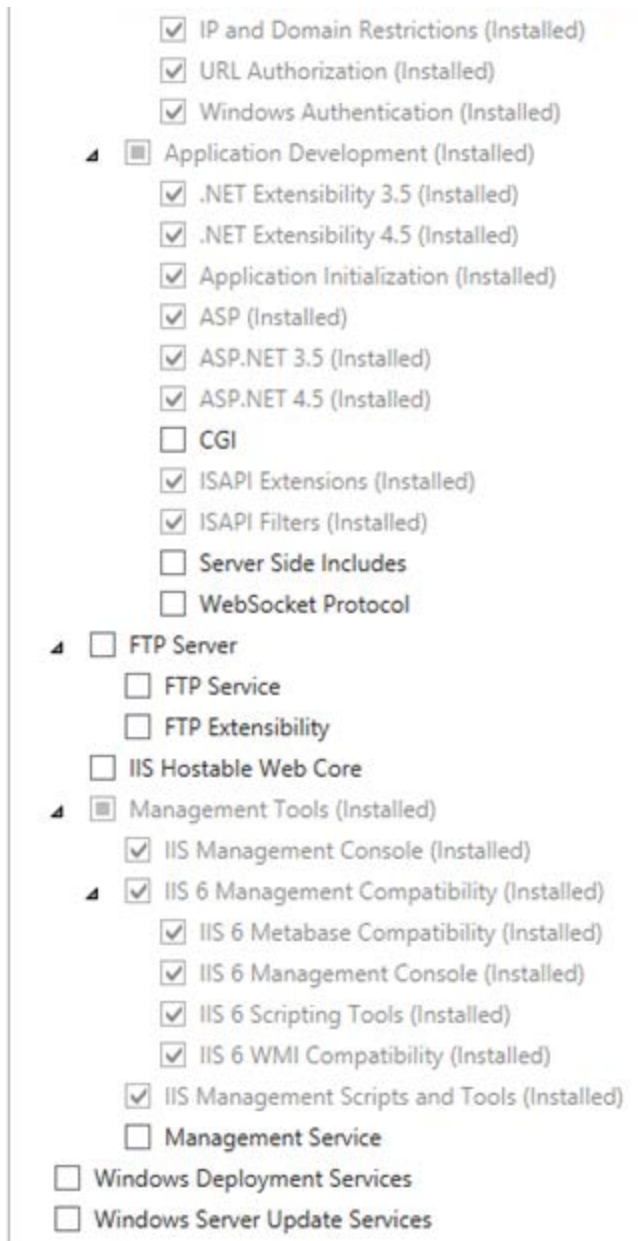 IP and Domain Restrictions (Installed)
URL Authorization (Installed)
Windows Authentication (Installed)
Application Development (Installed)
.NET Extensibility 3.5 (Installed)
.NET Extensibility 4.5 (Installed)
Application Initialization (Installed)
ASP (Installed)
ASP.NET 3.5 (Installed)
ASP.NET 4.5 (Installed)
CGI
ISAPI Extensions (Installed)
ISAPI Filters (Installed)
Server Side Includes
WebSocket Protocol
FTP Server
FTP Service
FTP Extensibility
IIS Hostable Web Core
Management Tools (Installed)
IIS Management Console (Installed)
IIS 6 Management Compatibility (Installed)
IIS 6 Metabase Compatibility (Installed)
IIS 6 Management Console (Installed)
IIS 6 Scripting Tools (Installed)
IIS 6 WMI Compatibility (Installed)
IIS Management Scripts and Tools (Installed)
Management Service
Windows Deployment Services
Windows Server Update Services